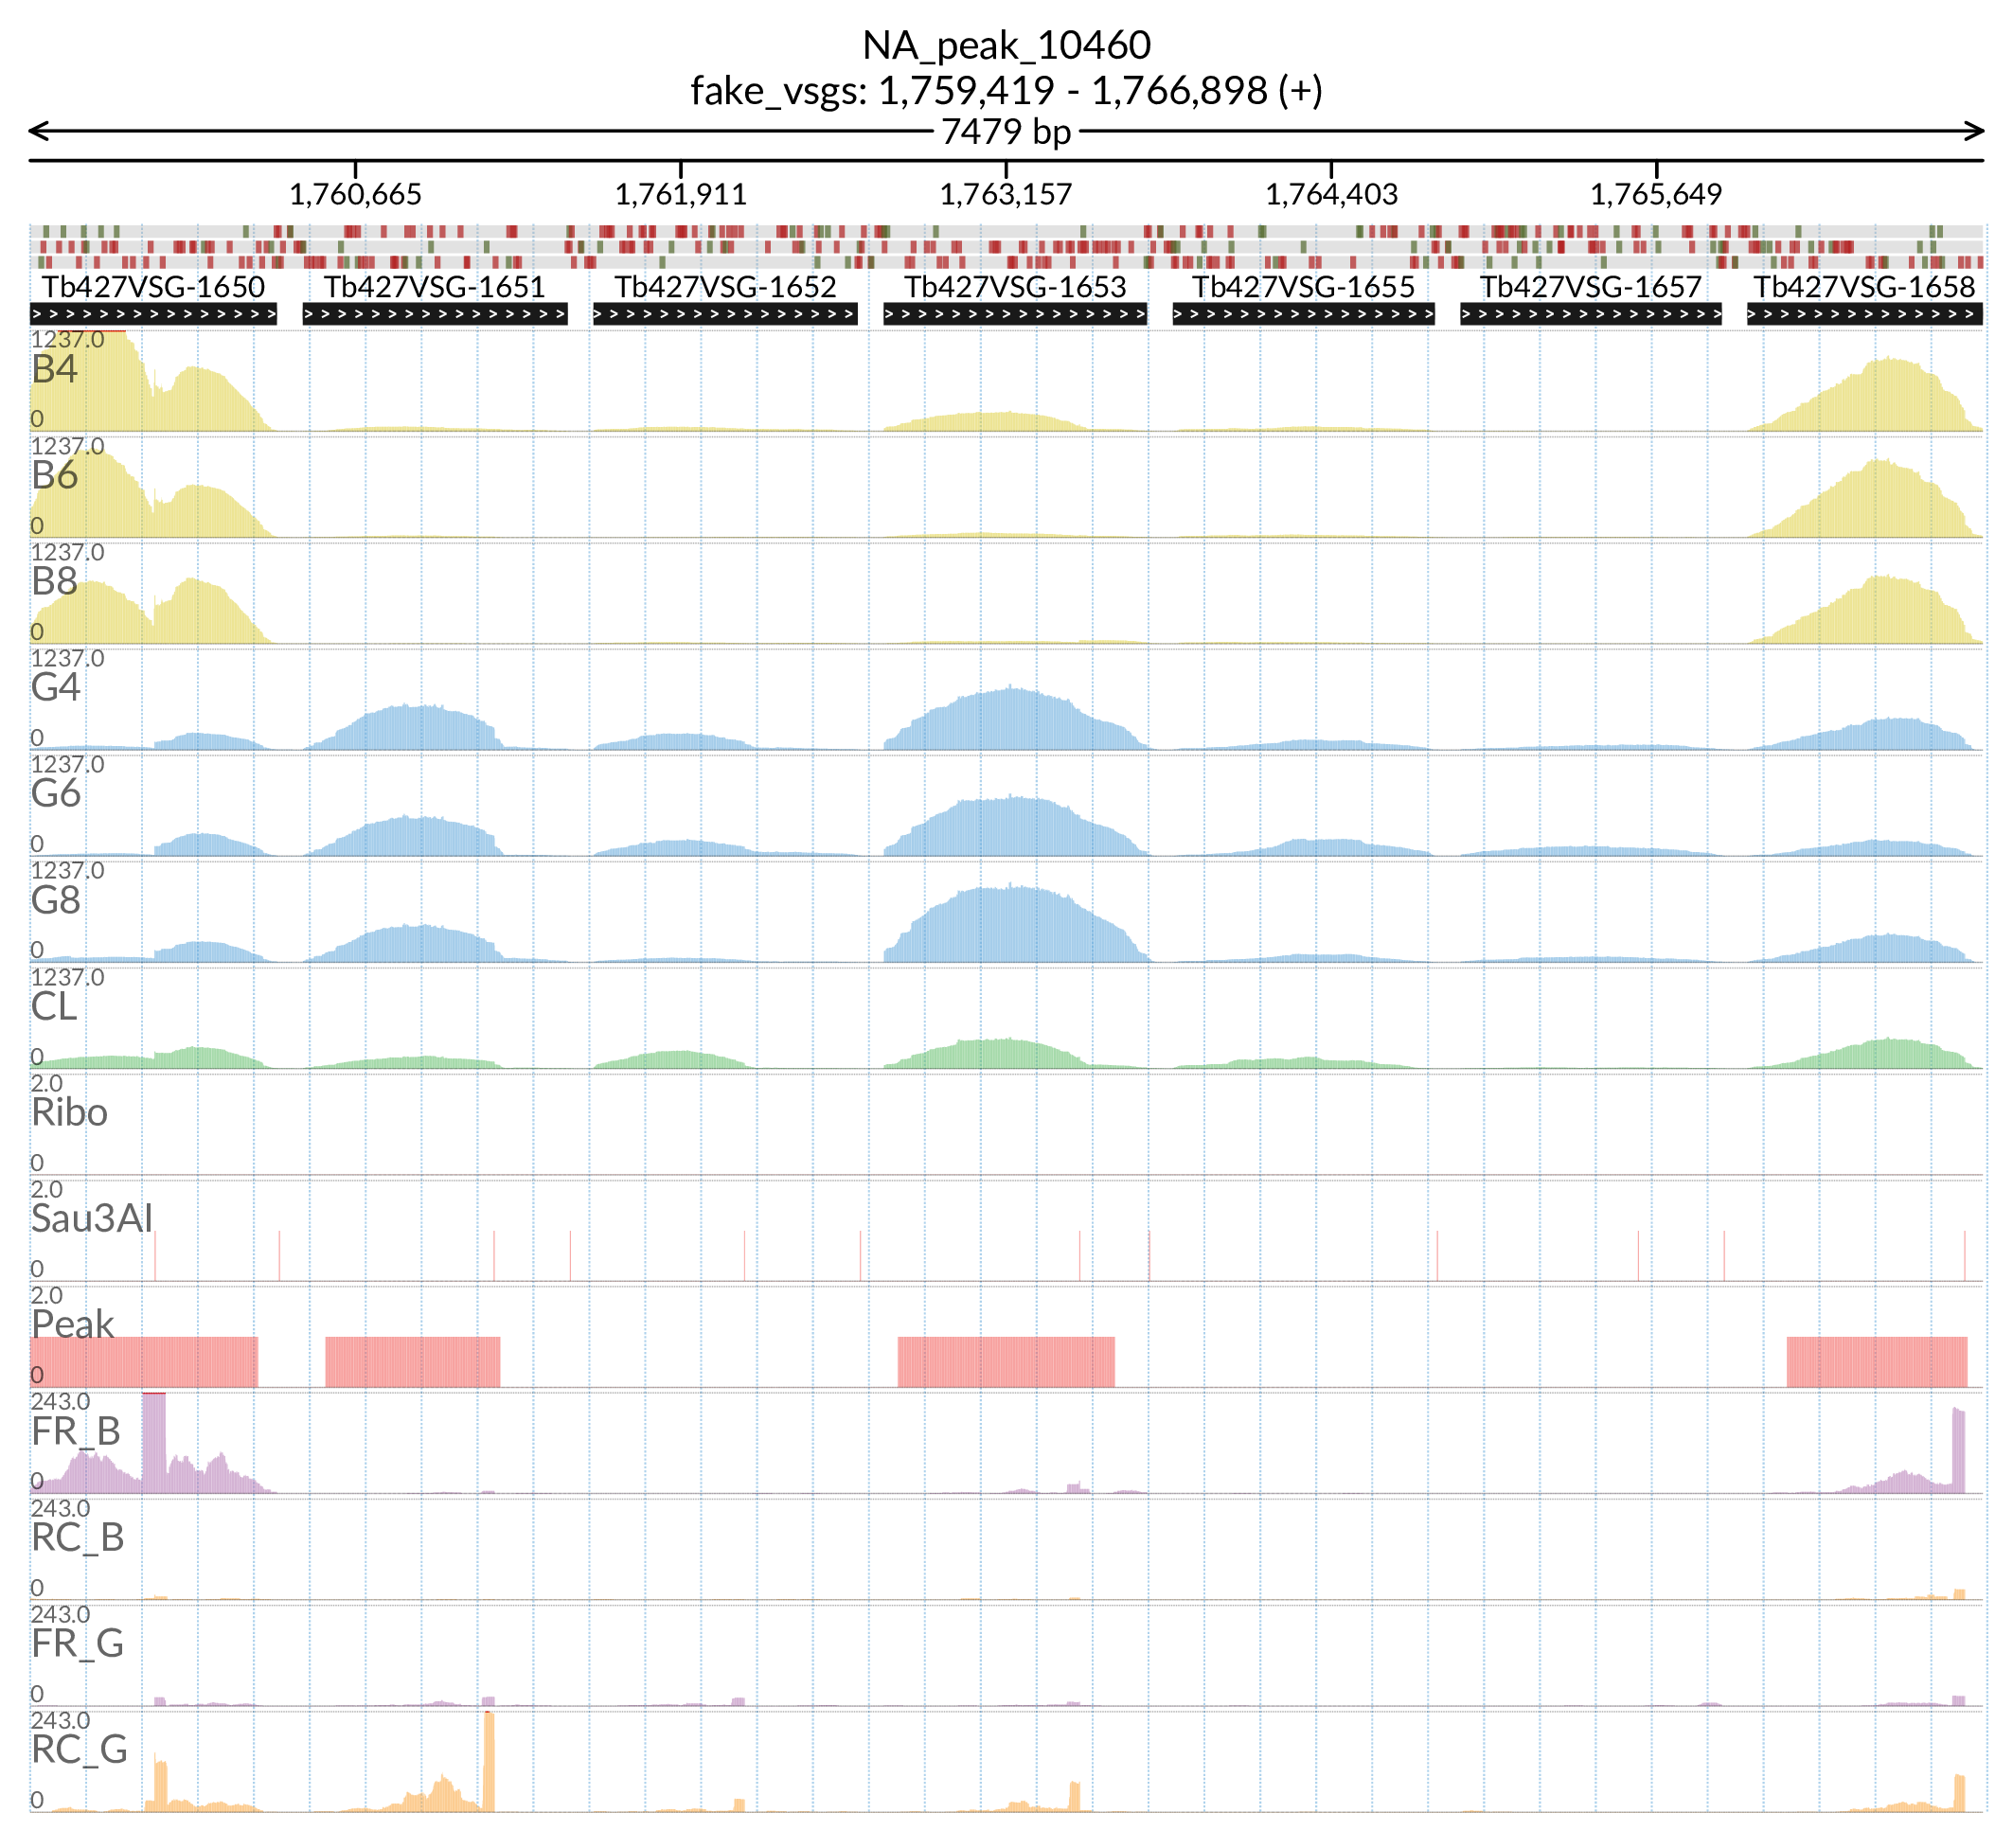 NA_peak_10460
fake_vsgs: 1,759,419 - 1,766,898 (+)
7479 bp
1,760,665 1,761,911 1,763,157 1,764,403 1,765,649
Tb427VSG-1650 Tb427VSG-1651 Tb427VSG-1652 Tb427VSG-1653 Tb427VSG-1655 Tb427VSG-1657 Tb427VSG-1658
1237.0
B4
0
1237.0
B6
0
1237.0
B8
0
1237.0
G4
0
1237.0
G6
0
1237.0
G8
0
1237.0
CL
0
2.0
Ribo
0
2.0
Sau3AI
0
2.0
Peak
0
243.0
FR_B
0
243.0
RC_B
0
243.0
FR_G
0
243.0
RC_G
0